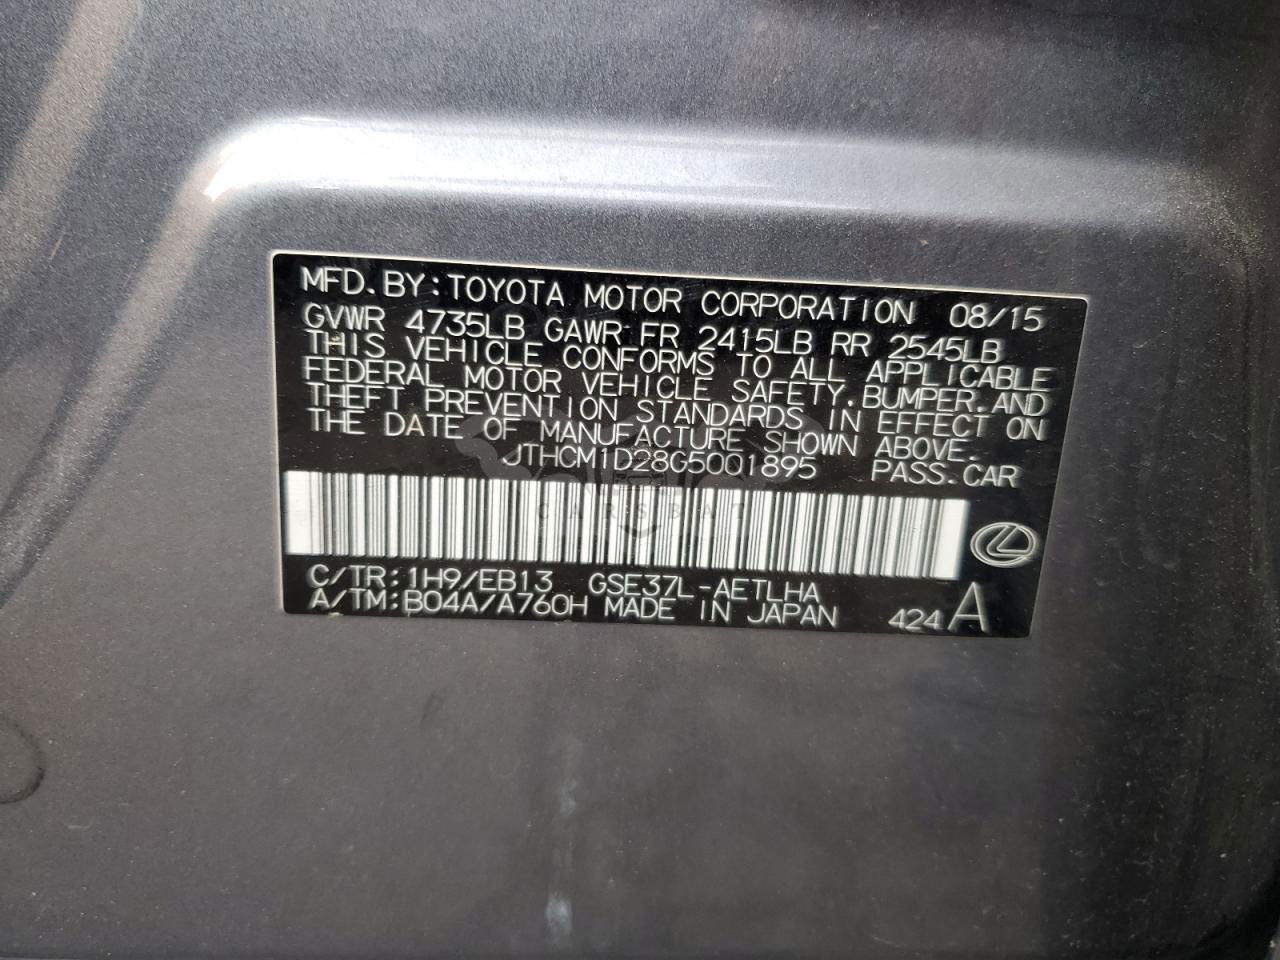 MFD. BY: TOYOTA MOTOR CORPORATION 08/15
GVWR 4735LB GAWR FR 2415LB RR 2545LB
THIS VEHICLE CONFORMS TO ALL APPLICABLE
FEDERAL MOTOR VEHICLE SAFETY, BUMPER, AND
THEFT PREVENTION STANDARDS IN EFFECT ON
THE DATE OF MANUFACTURE SHOWN ABOVE.
JTHCM1D28G5001895 PASS. CAR
CARSBAT
C/TR: 1H9/EB13 GSE37L-AETLHA
A/TM: B04A/A760H MADE IN JAPAN 424 A